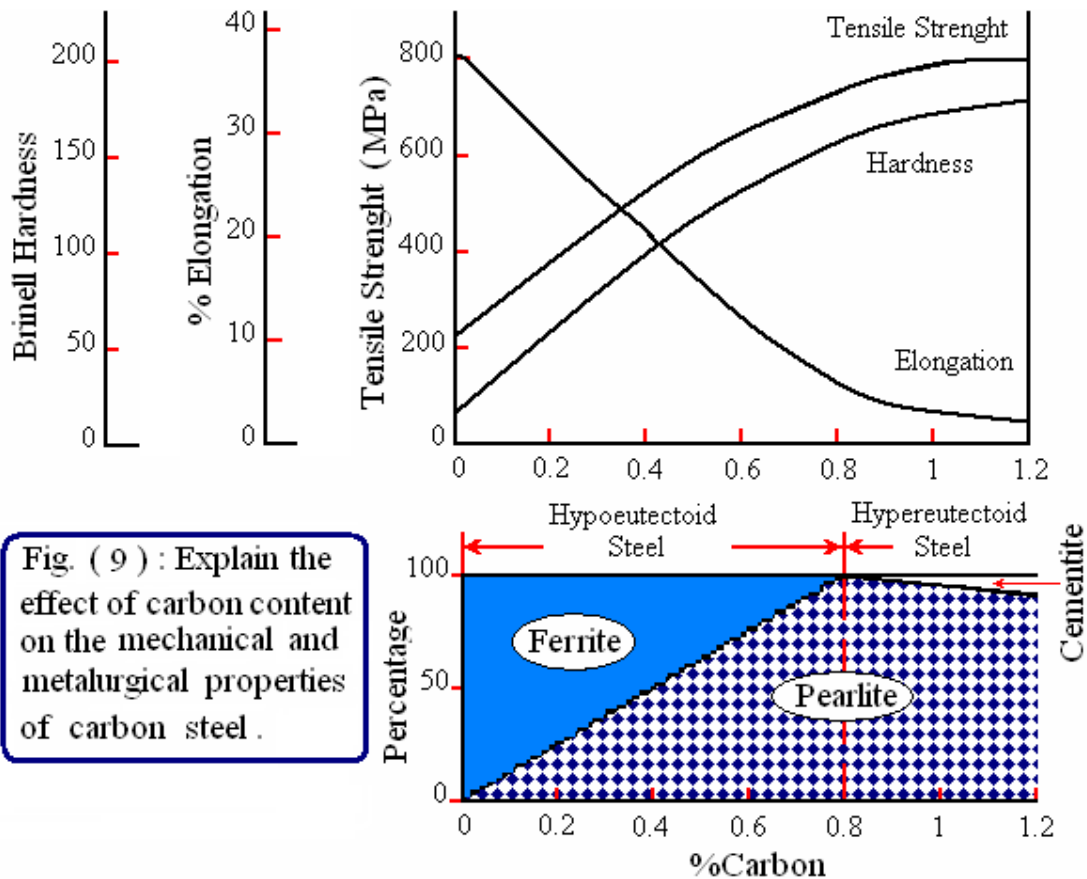 Brinell Hardness
200
150
100
50
0
% Elongation
40
30
20
10
0
Tensile Strenght ( MPa)
800
600
400
200
0
Tensile Strenght
Hardness
Elongation
0 0.2 0.4 0.6 0.8 1 1.2
Fig. ( 9 ) : Explain the
effect of carbon content
on the mechanical and
metalurgical properties
of carbon steel .
Hypoeutectoid
Steel
Hypereutectoid
Steel
Percentage
100
50
0
Ferrite
Pearlite
Cementite
0 0.2 0.4 0.6 0.8 1 1.2
%Carbon